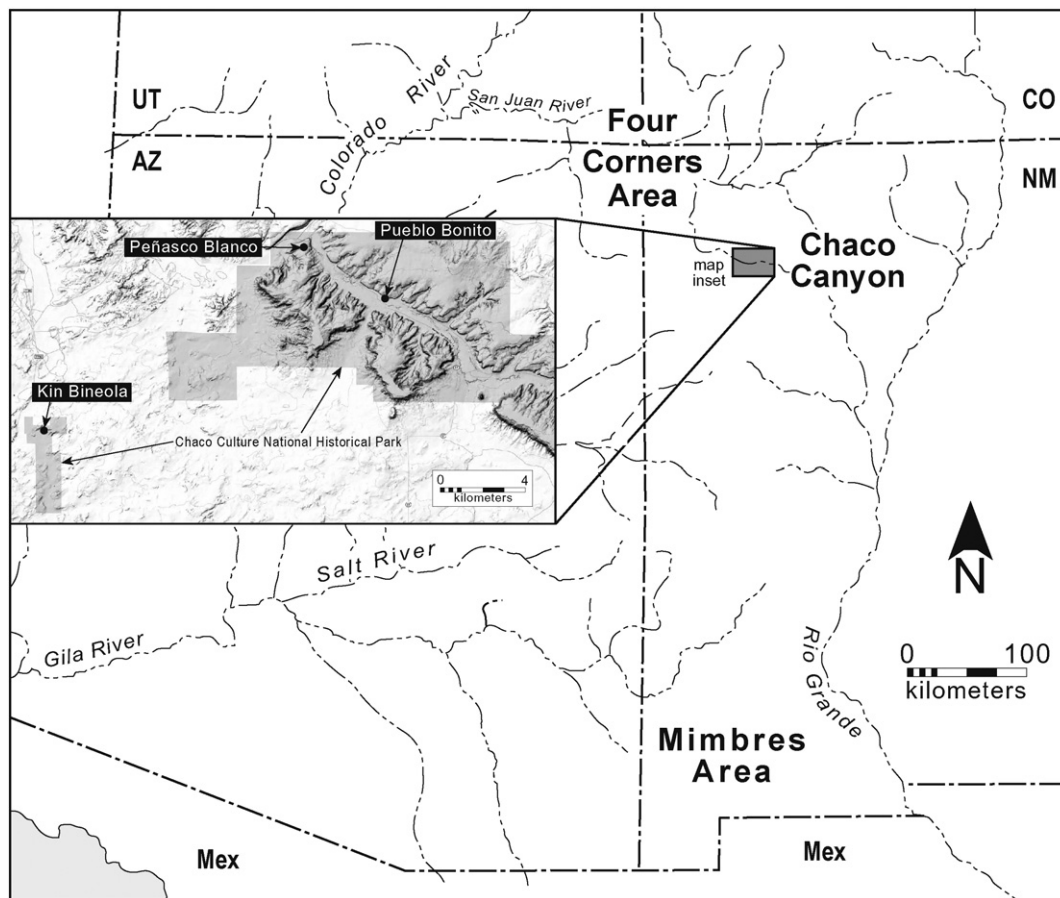 UT
Colorado
River
San Juan River
Four
Corners
Area
CO
AZ
NM
Peñasco Blanco
Pueblo Bonito
map
inset
Chaco
Canyon
Kin Bineola
Chaco Culture National Historical Park
0 4
kilometers
Salt River
Gila River
N
Rio Grande
0 100
kilometers
Mimbres
Area
Mex
Mex